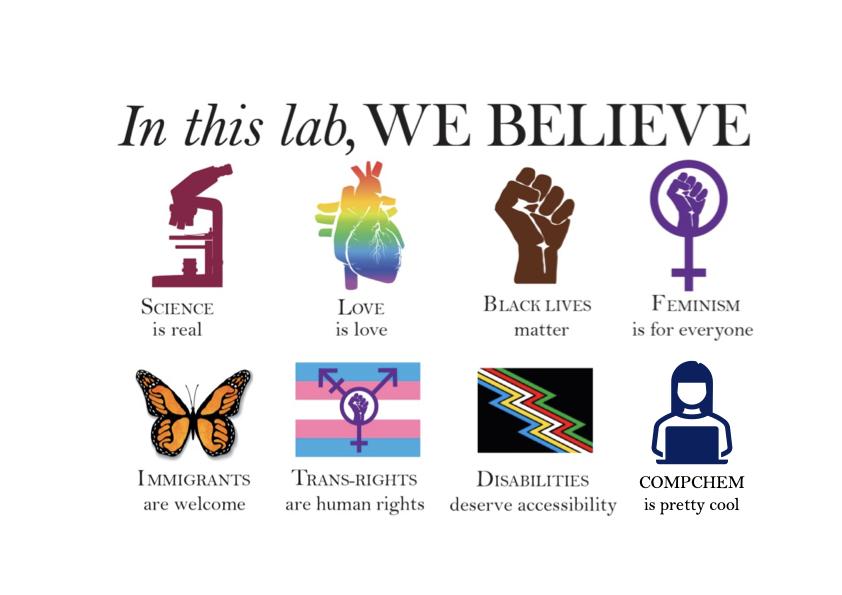 In this lab, WE BELIEVE
SCIENCE
is real
LOVE
is love
BLACK LIVES
matter
FEMINISM
is for everyone
IMMIGRANTS
are welcome
TRANS-RIGHTS
are human rights
DISABILITIES
deserve accessibility
COMPCHEM
is pretty cool